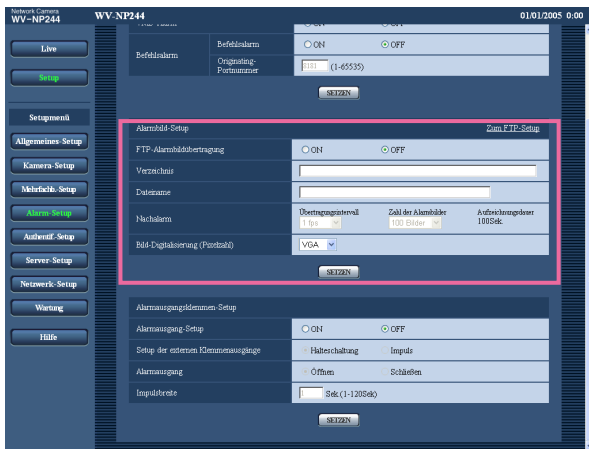 Network Camera
WV-NP244
WV-NP244
01/01/2005 0:00
Live
ON OFF
Befehlsalarm
Befehlsalarm
ON OFF
Setup
Originating-
Portnummer
(1-65535)
SETZEN
Setupmenü
Alarmbild-Setup
Zum FTP-Setup
Allgemeines-Setup
FTP-Alarmbildübertragung
ON OFF
Kamera-Setup
Verzeichnis
Mehrfachb.-Setup
Dateiname
Alarm-Setup
Nachalarm
Übertragungsintervall Zahl der Alarmbilder Aufzeichnungsdauer
1 fps 100 Bilder 100Sek.
Authentif.-Setup
Bild-Digitalisierung (Pixelzahl)
VGA
Server-Setup
SETZEN
Netzwerk-Setup
Wartung
Alarmausgangsklemmen-Setup
Hilfe
Alarmausgang-Setup
ON OFF
Setup der externen Klemmenausgänge
Halteschaltung Impuls
Alarmausgang
Öffnen Schließen
Impulsbreite
1 Sek.(1-120Sek)
SETZEN